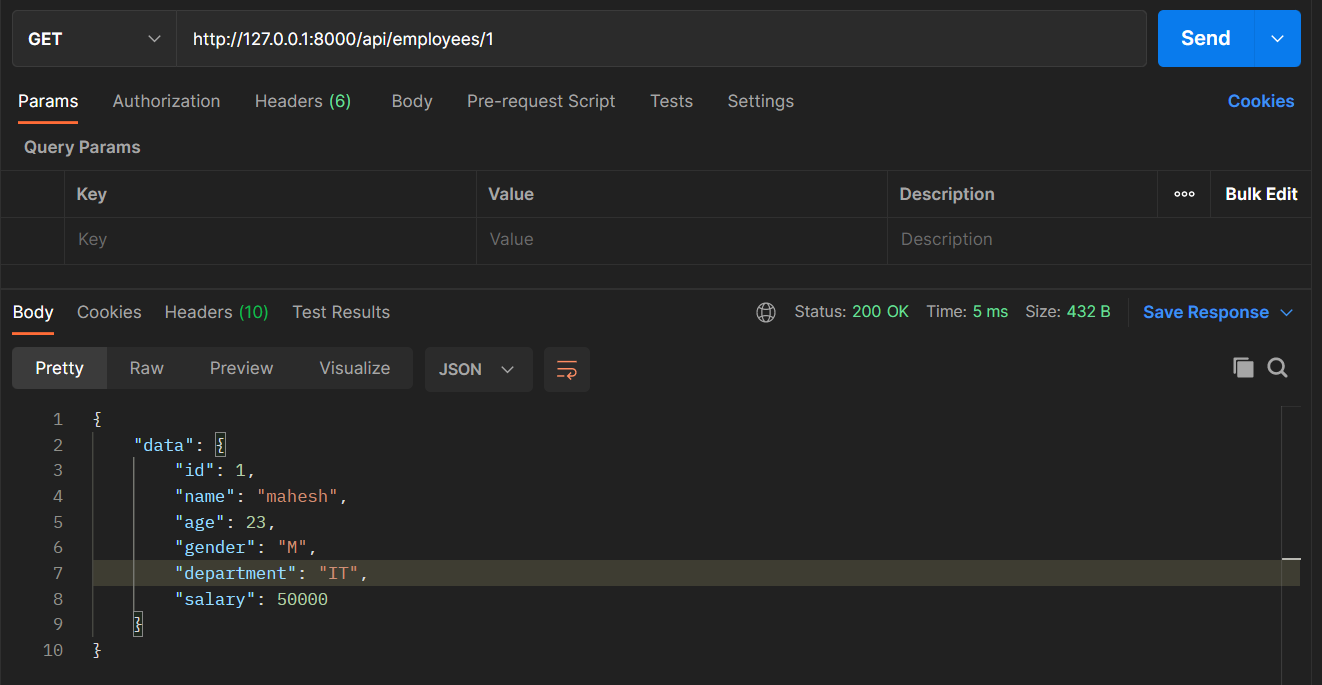 GET http://127.0.0.1:8000/api/employees/1 Send
Params Authorization Headers (6) Body Pre-request Script Tests Settings Cookies
Query Params
Key Value Description ooo Bulk Edit
Key Value Description
Body Cookies Headers (10) Test Results Status: 200 OK Time: 5 ms Size: 432 B Save Response
Pretty Raw Preview Visualize JSON
1 {
2 "data": {
3 "id": 1,
4 "name": "mahesh",
5 "age": 23,
6 "gender": "M",
7 "department": "IT",
8 "salary": 50000
9 }
10 }